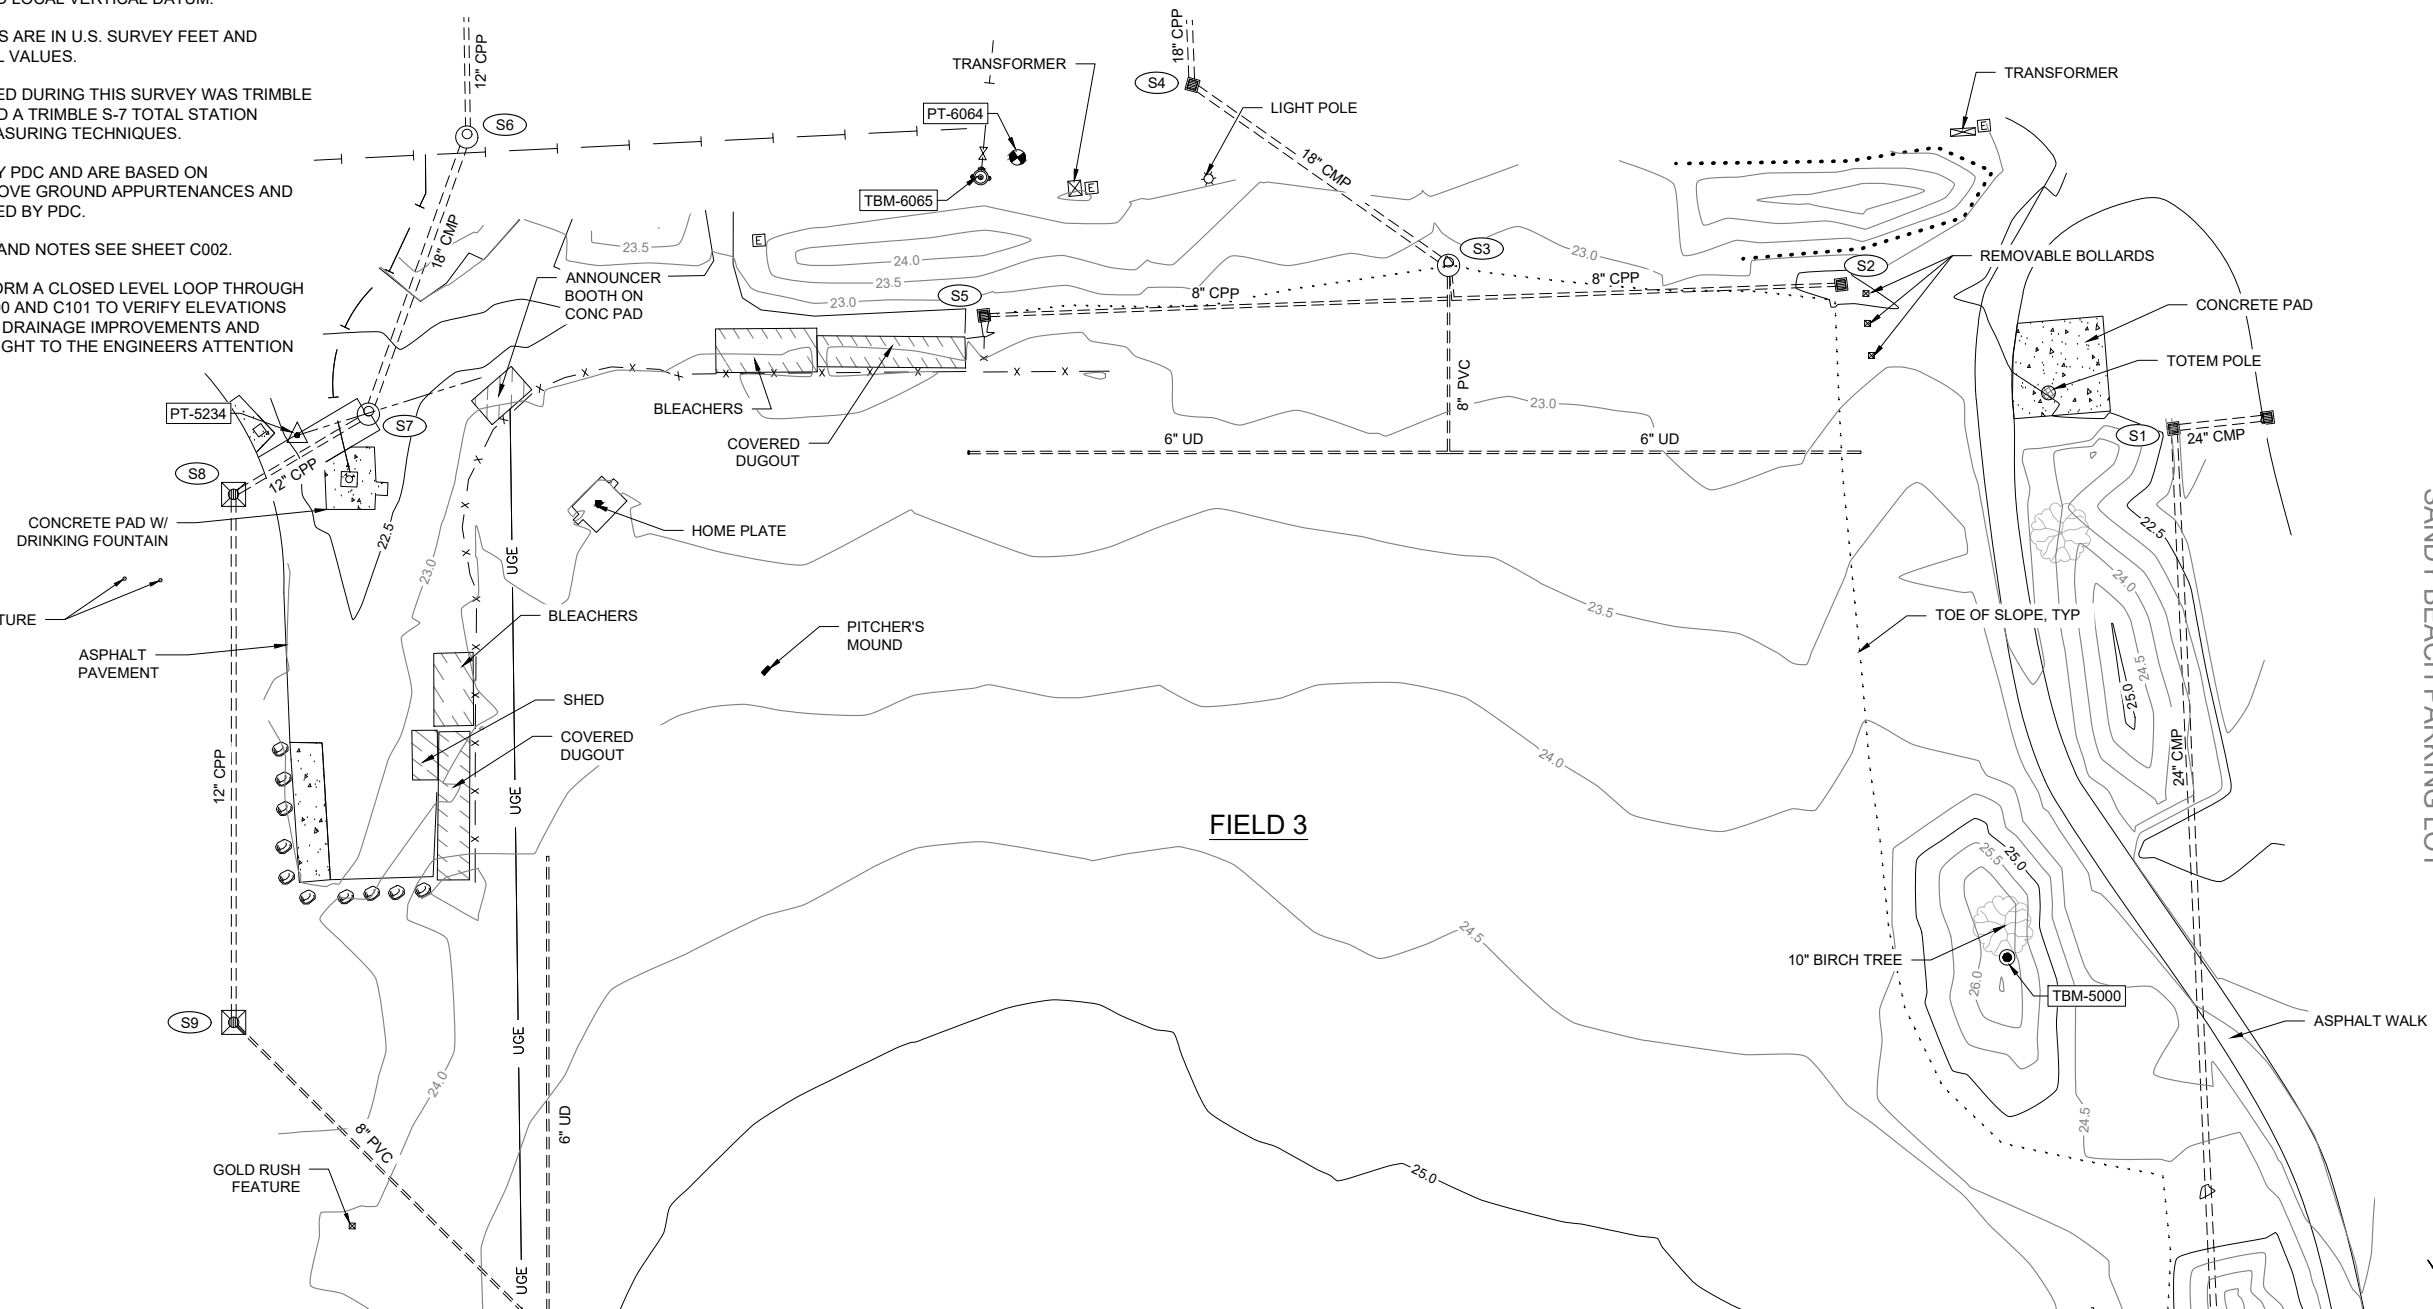 D LOCAL VERTICAL DATUM.
S ARE IN U.S. SURVEY FEET AND
L VALUES.
ED DURING THIS SURVEY WAS TRIMBLE
D A TRIMBLE S-7 TOTAL STATION
ASURING TECHNIQUES.
Y PDC AND ARE BASED ON
OVE GROUND APPURTENANCES AND
ED BY PDC.
AND NOTES SEE SHEET C002.
ORM A CLOSED LEVEL LOOP THROUGH
00 AND C101 TO VERIFY ELEVATIONS
DRAINAGE IMPROVEMENTS AND
GHT TO THE ENGINEERS ATTENTION
12" CPP
S6
18" CMP
TRANSFORMER
PT-6064
TBM-6065
E
18" CPP
S4
LIGHT POLE
18" CMP
TRANSFORMER
E
E
23.5
24.0
23.5
23.0
23.0
S3
S2
REMOVABLE BOLLARDS
ANNOUNCER
BOOTH ON
CONC PAD
S5
8" CPP
8" CPP
CONCRETE PAD
TOTEM POLE
PT-5234
S7
BLEACHERS
COVERED
DUGOUT
8" PVC
23.0
6" UD
6" UD
S1
24" CMP
S8
12" CPP
CONCRETE PAD W/
DRINKING FOUNTAIN
22.5
23.0
UGE
HOME PLATE
22.5
24.0
SANDY BEACH PARKING LOT
TURE
ASPHALT
PAVEMENT
BLEACHERS
PITCHER'S
MOUND
23.5
TOE OF SLOPE, TYP
24.5
25.0
SHED
COVERED
DUGOUT
12" CPP
UGE
24.0
24" CMP
FIELD 3
25.5
25.0
24.5
10" BIRCH TREE
26.0
TBM-5000
S9
UGE
24.0
ASPHALT WALK
8" PVC
6" UD
24.5
GOLD RUSH
FEATURE
25.0
UGE
X X X X X X X X X
X X X X X X X X